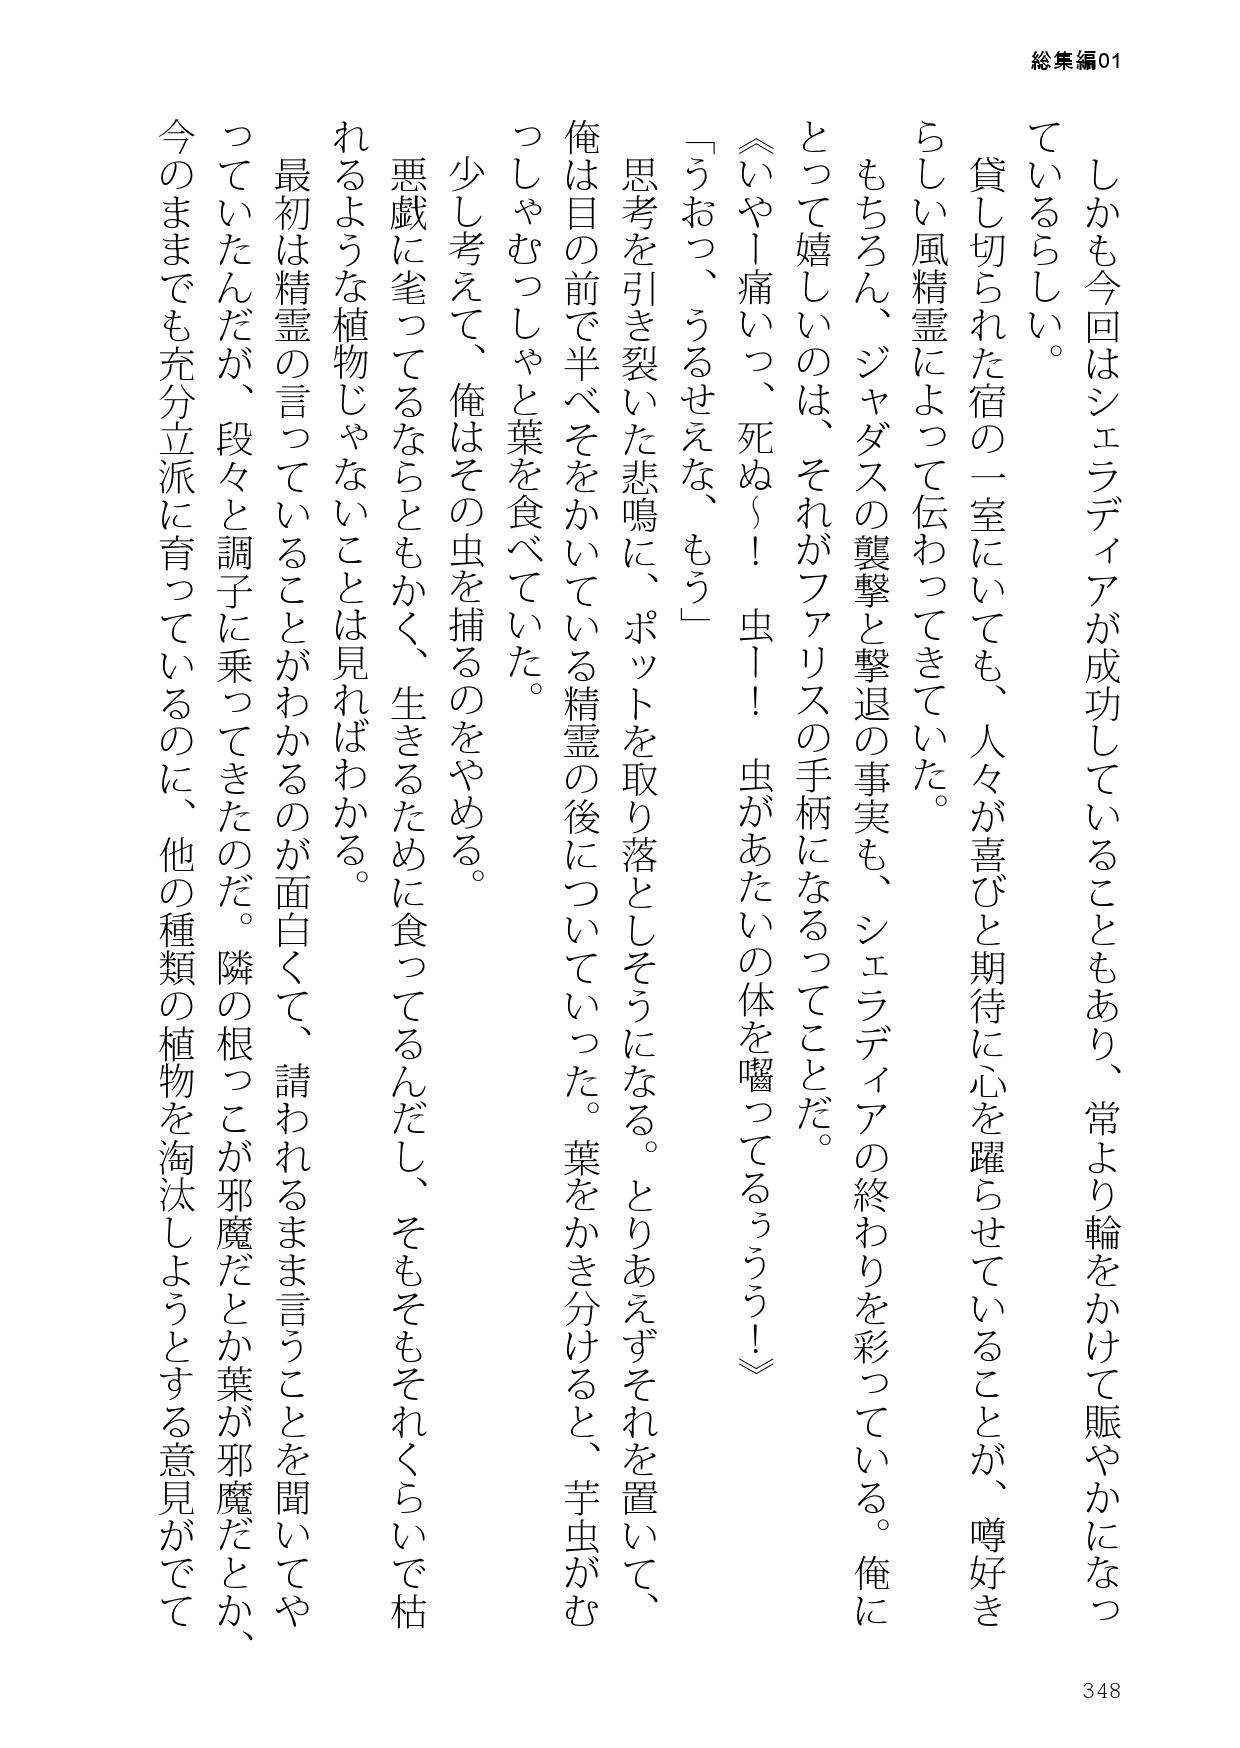 総集編01
　しかも今回はシェラディアが成功していることもあり、常より輪をかけて賑やかになっ
ているらしい。
　貸し切られた宿の一室にいても、人々が喜びと期待に心を躍らせていることが、噂好き
らしい風精霊によって伝わってきていた。
　もちろん、ジャダスの襲撃と撃退の事実も、シェラディアの終わりを彩っている。俺に
とって嬉しいのは、それがファリスの手柄になるってことだ。
《いやー痛いっ、死ぬ～！　虫ー！　虫があたいの体を囓ってるぅうう！》
「うおっ、うるせえな、もう」
　思考を引き裂いた悲鳴に、ポットを取り落としそうになる。とりあえずそれを置いて、
俺は目の前で半べそをかいている精霊の後についていった。葉をかき分けると、芋虫がむ
っしゃむっしゃと葉を食べていた。
　少し考えて、俺はその虫を捕るのをやめる。
　悪戯に毟ってるならともかく、生きるために食ってるんだし、そもそもそれくらいで枯
れるような植物じゃないことは見ればわかる。
　最初は精霊の言っていることがわかるのが面白くて、請われるまま言うことを聞いてや
っていたんだが、段々と調子に乗ってきたのだ。隣の根っこが邪魔だとか葉が邪魔だとか、
今のままでも充分立派に育っているのに、他の種類の植物を淘汰しようとする意見がでて
348